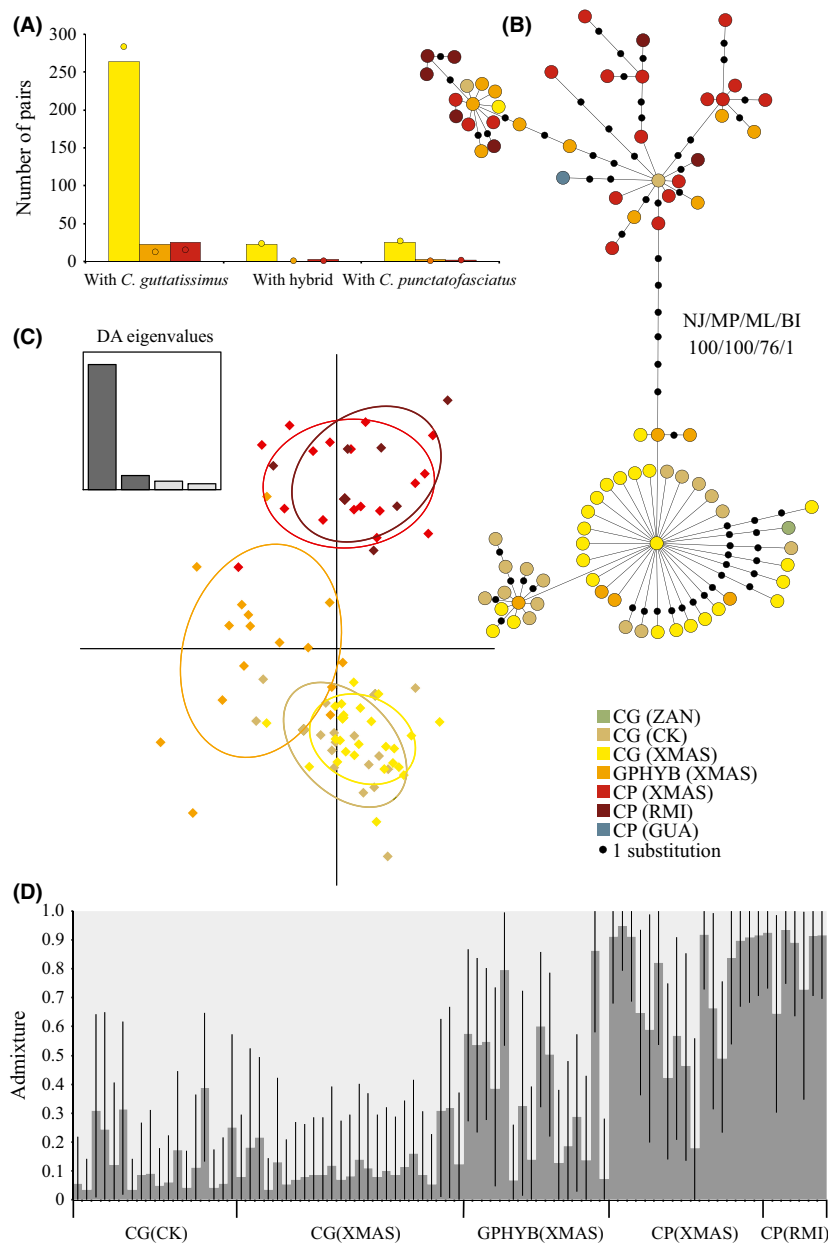 (A)
300
250
200
150
100
50
0
Number of pairs
With C. guttatissimus
With hybrid
With C. punctatofasciatus
(B)
NJ/MP/ML/BI
100/100/76/1
(C)
DA eigenvalues
CG (ZAN)
CG (CK)
CG (XMAS)
GPHYB (XMAS)
CP (XMAS)
CP (RMI)
CP (GUA)
1 substitution
(D)
1.0
0.9
0.8
0.7
0.6
0.5
0.4
0.3
0.2
0.1
0
Admixture
CG(CK)
CG(XMAS)
GPHYB(XMAS)
CP(XMAS)
CP(RMI)